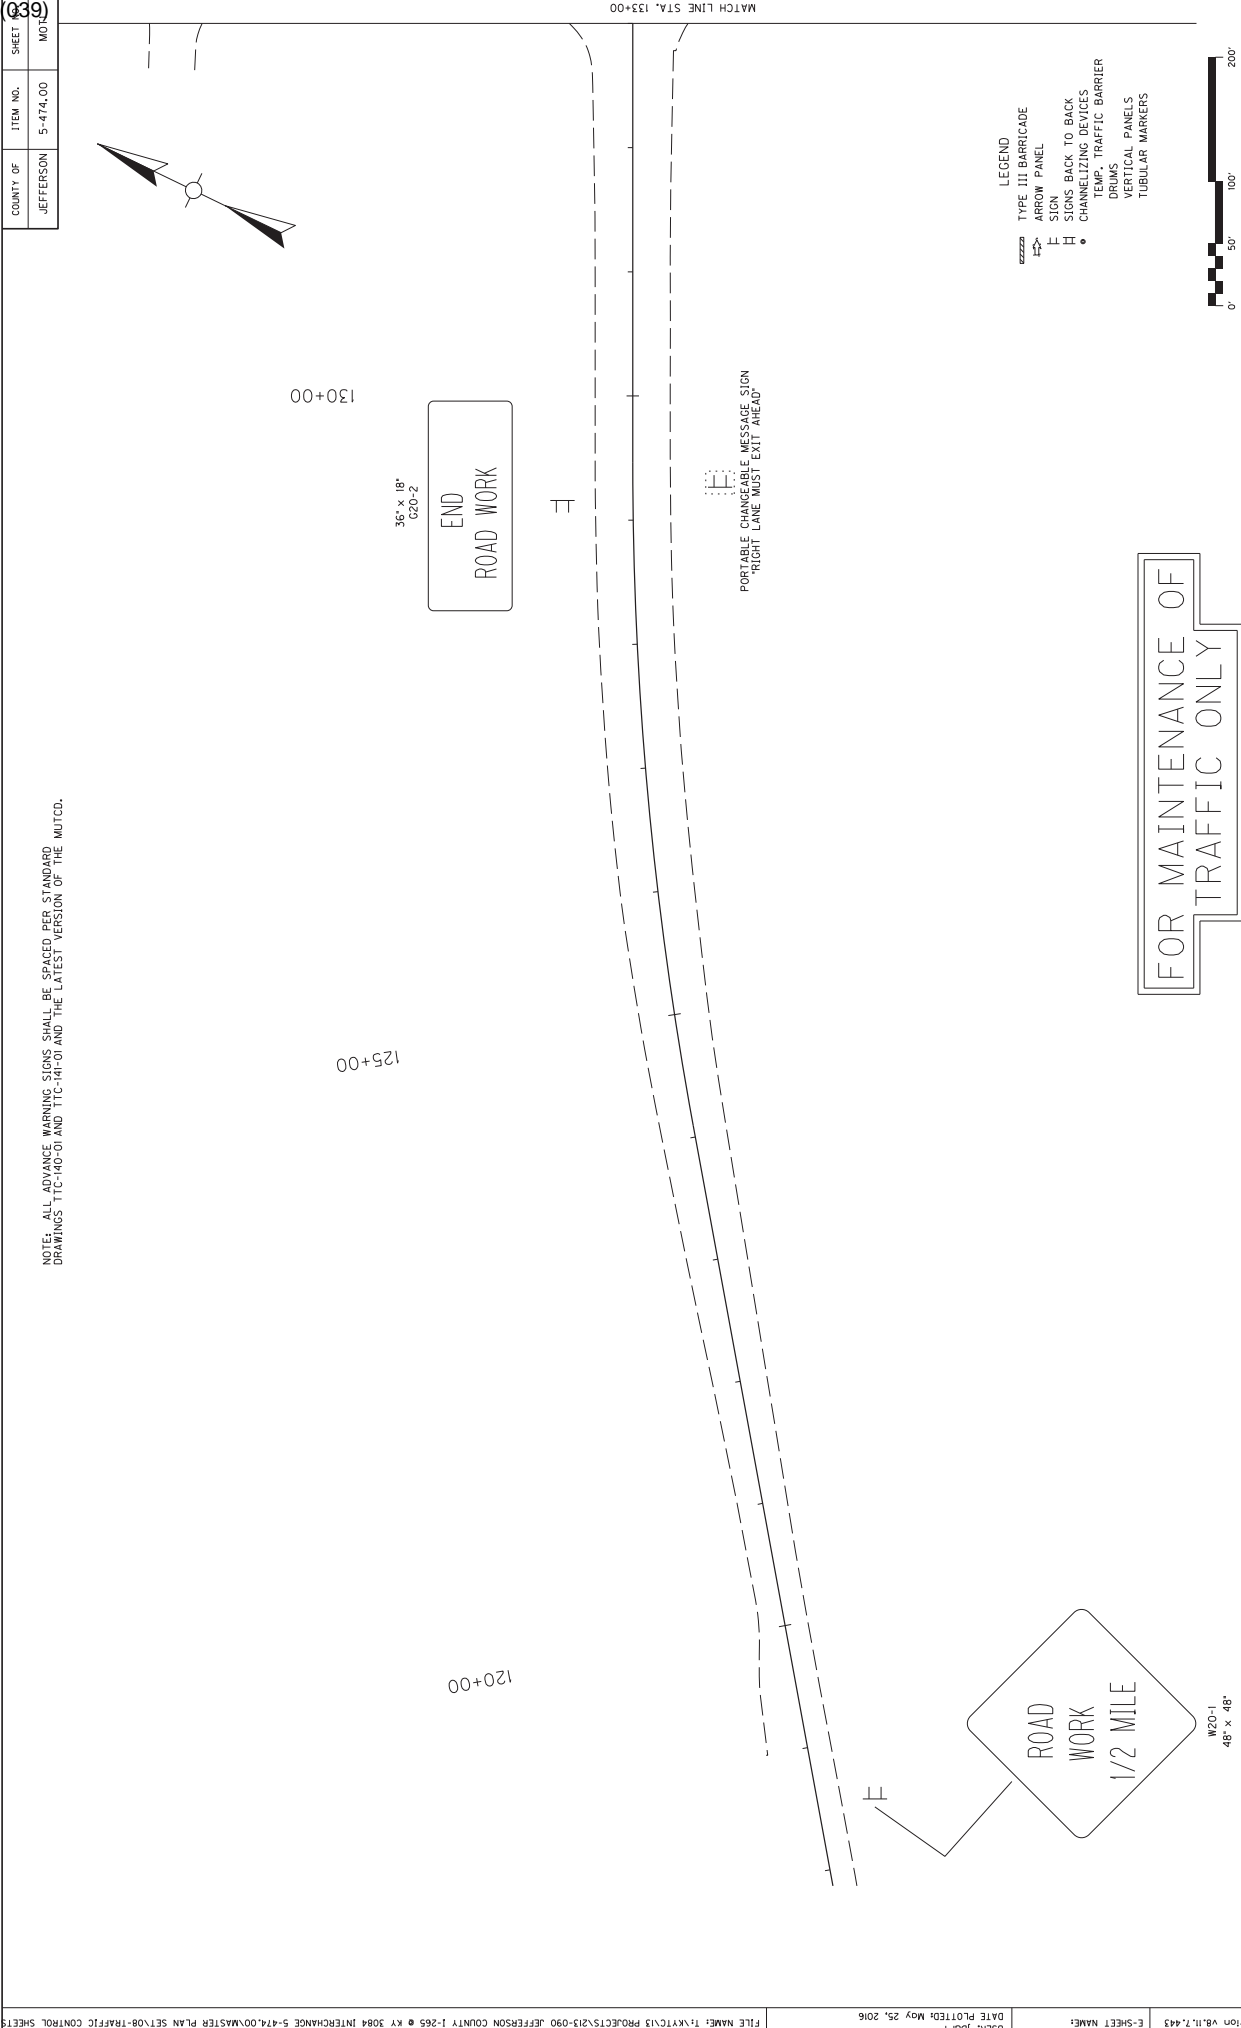 (039)
COUNTY OF
ITEM NO.
SHEET
JEFFERSON
5-474.00
MOT
MATCH LINE STA. 133+00
NOTE: ALL ADVANCE WARNING SIGNS SHALL BE SPACED PER STANDARD
DRAWINGS TTC-140-01 AND TTC-141-01 AND THE LATEST VERSION OF THE MUTCD.
130+00
125+00
120+00
36" x 18"
G20-2
END
ROAD WORK
PORTABLE CHANGEABLE MESSAGE SIGN
"RIGHT LANE MUST EXIT AHEAD"
LEGEND
TYPE III BARRICADE
ARROW PANEL
SIGN
SIGNS BACK TO BACK
CHANNELIZING DEVICES
TEMP. TRAFFIC BARRIER
DRUMS
VERTICAL PANELS
TUBULAR MARKERS
0' 50' 100' 200'
FOR MAINTENANCE OF
TRAFFIC ONLY
ROAD
WORK
1/2 MILE
W20-1
48" x 48"
FILE NAME: T:\KYTC\13 PROJECTS\213-090 JEFFERSON COUNTY I-265 @ KY 3084 INTERCHANGE 5-474.00\MASTER PLAN SET\08-TRAFFIC CONTROL SHEETS
DATE PLOTTED: May 25, 2016
E-SHEET NAME:
v8.11.7.443